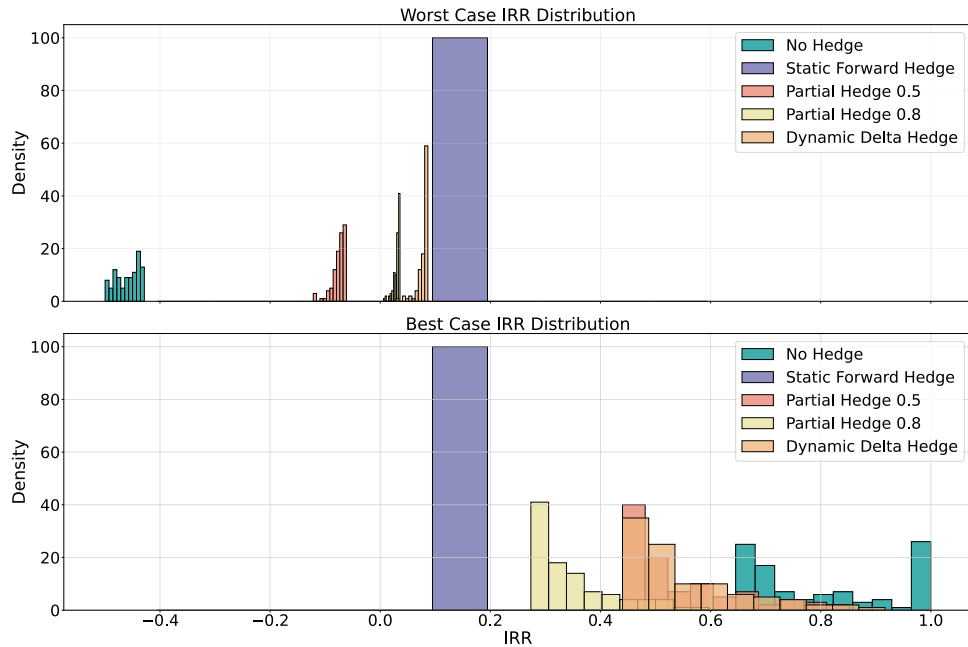 Worst Case IRR Distribution
Density
100
80
60
40
20
0
No Hedge
Static Forward Hedge
Partial Hedge 0.5
Partial Hedge 0.8
Dynamic Delta Hedge
Best Case IRR Distribution
Density
100
80
60
40
20
0
No Hedge
Static Forward Hedge
Partial Hedge 0.5
Partial Hedge 0.8
Dynamic Delta Hedge
−0.4 −0.2 0.0 0.2 0.4 0.6 0.8 1.0
IRR